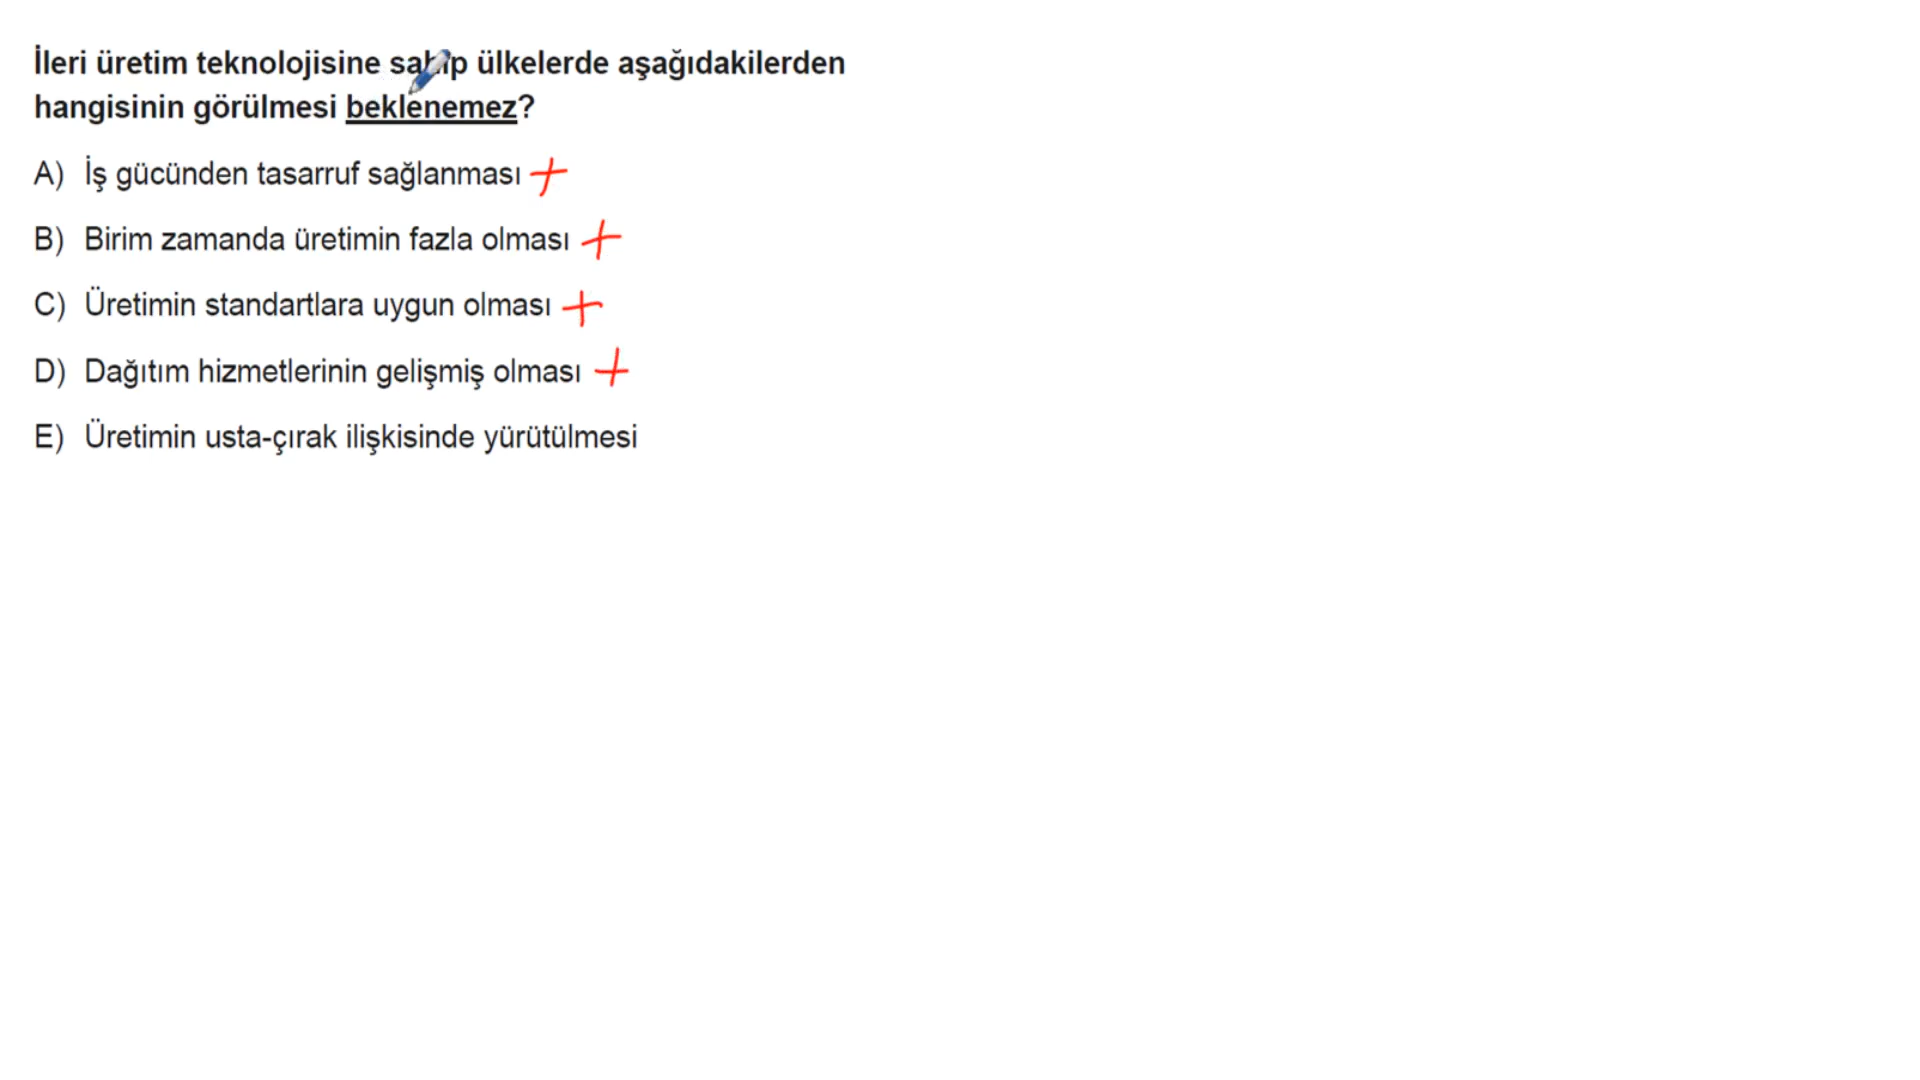 İleri üretim teknolojisine sahip ülkelerde aşağıdakilerden
hangisinin görülmesi beklenemez?
A) İş gücünden tasarruf sağlanması +
B) Birim zamanda üretimin fazla olması +
C) Üretimin standartlara uygun olması +
D) Dağıtım hizmetlerinin gelişmiş olması +
E) Üretimin usta-çırak ilişkisinde yürütülmesi